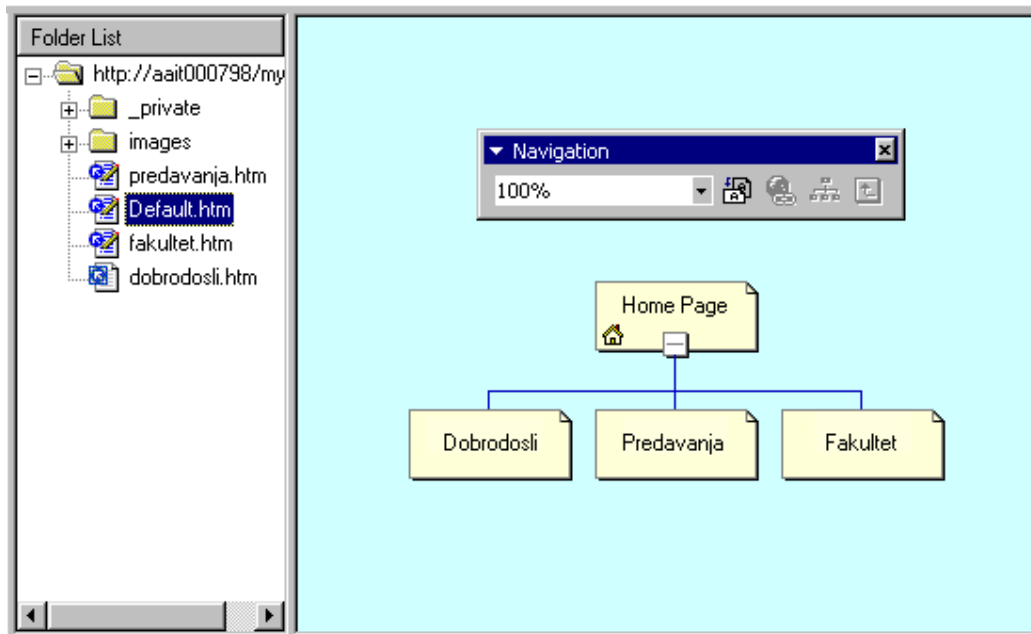 Folder List
http://aait000798/my
_private
images
predavanja.htm
Default.htm
fakultet.htm
dobrodosli.htm
Navigation
100%
Home Page
Dobrodosli
Predavanja
Fakultet